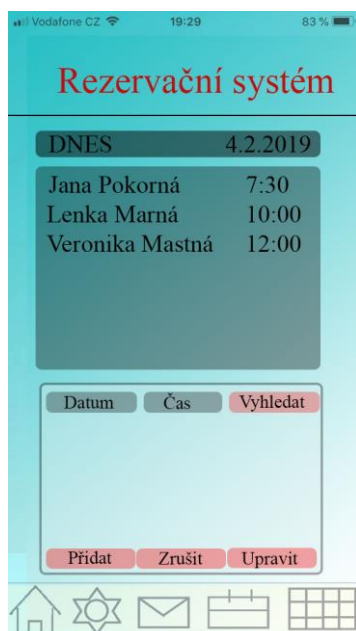 Vodafone CZ 19:29 83 %
Rezervační systém
DNES 4.2.2019
Jana Pokorná 7:30
Lenka Marná 10:00
Veronika Mastná 12:00
Datum Čas Vyhledat
Přidat Zrušit Upravit